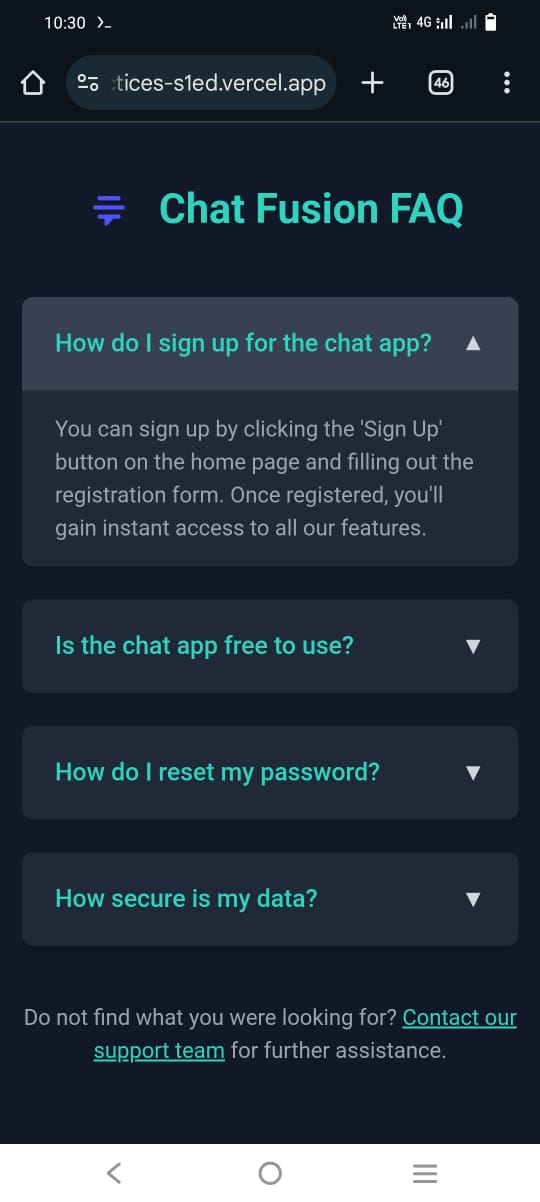 10:30 >_ Vo) LTE1 4G
tices-s1ed.vercel.app 46
Chat Fusion FAQ
How do I sign up for the chat app? ▲
You can sign up by clicking the 'Sign Up'
button on the home page and filling out the
registration form. Once registered, you'll
gain instant access to all our features.
Is the chat app free to use? ▼
How do I reset my password? ▼
How secure is my data? ▼
Do not find what you were looking for? Contact our
support team for further assistance.